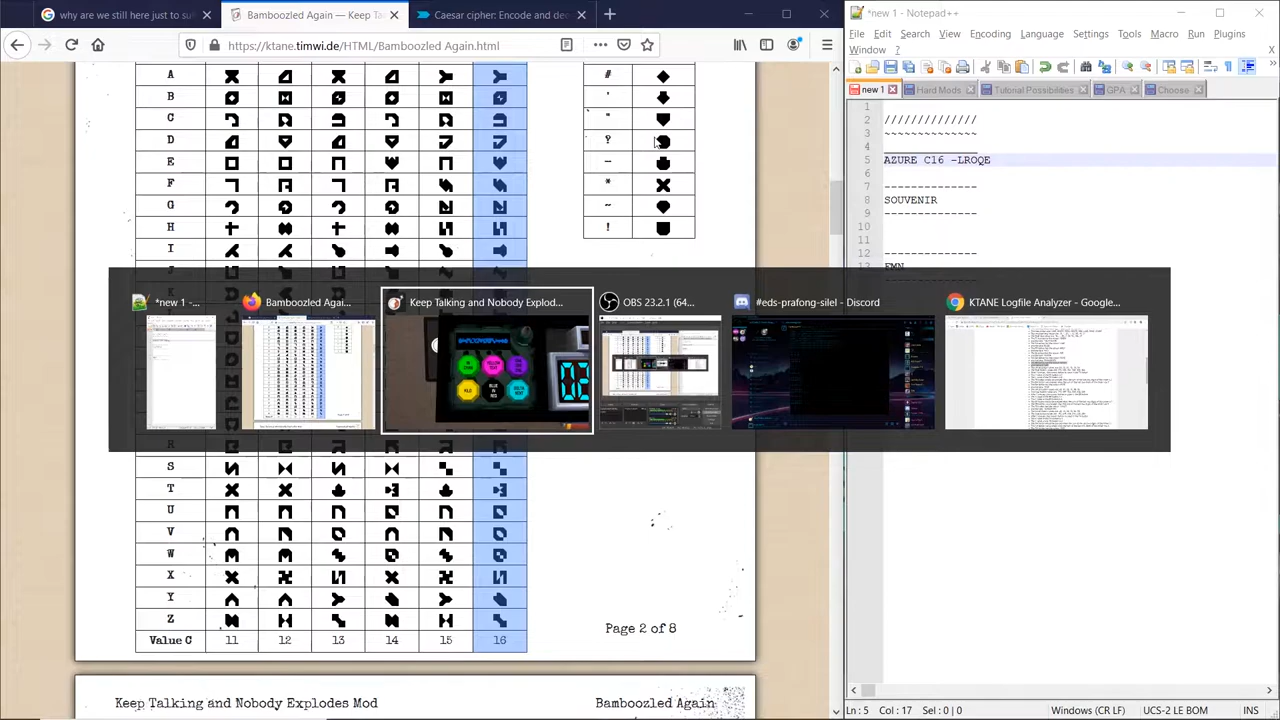 why are we still here
Bamboozled Again — Keep Ta
Caesar cipher: Encode and de
https://ktane.timwi.de/HTML/Bamboozled Again.html
A
B
D
E
F
G
H
I
#
'
"
?
-
*
~
!
*new 1 -...
Bamboozled Agai...
Keep Talking and Nobody Explod...
OBS 23.2.1 (64...
#eds-prafong-silel - Discord
KTANE Logfile Analyzer - Google...
02
R
S
T
U
V
W
X
Y
Z
Value C 11 12 13 14 15 16
Page 2 of 8
Keep Talking and Nobody Explodes Mod
Bamboozled Again
*new 1 - Notepad++
File Edit Search View Encoding Language Settings Tools Macro Run Plugins
Window ?
new 1 Hard Mods Tutorial Possibilities GPA Choose
1
2 //////////////
3 ~~~~~~~~~~~~~~
4 ______________
5 AZURE C16 -LROQE
6
7 --------------
8 SOUVENIR
9 --------------
10
11
12 --------------
13 FMN
Ln : 5 Col : 17 Sel : 0 | 0 Windows (CR LF) UCS-2 LE BOM INS